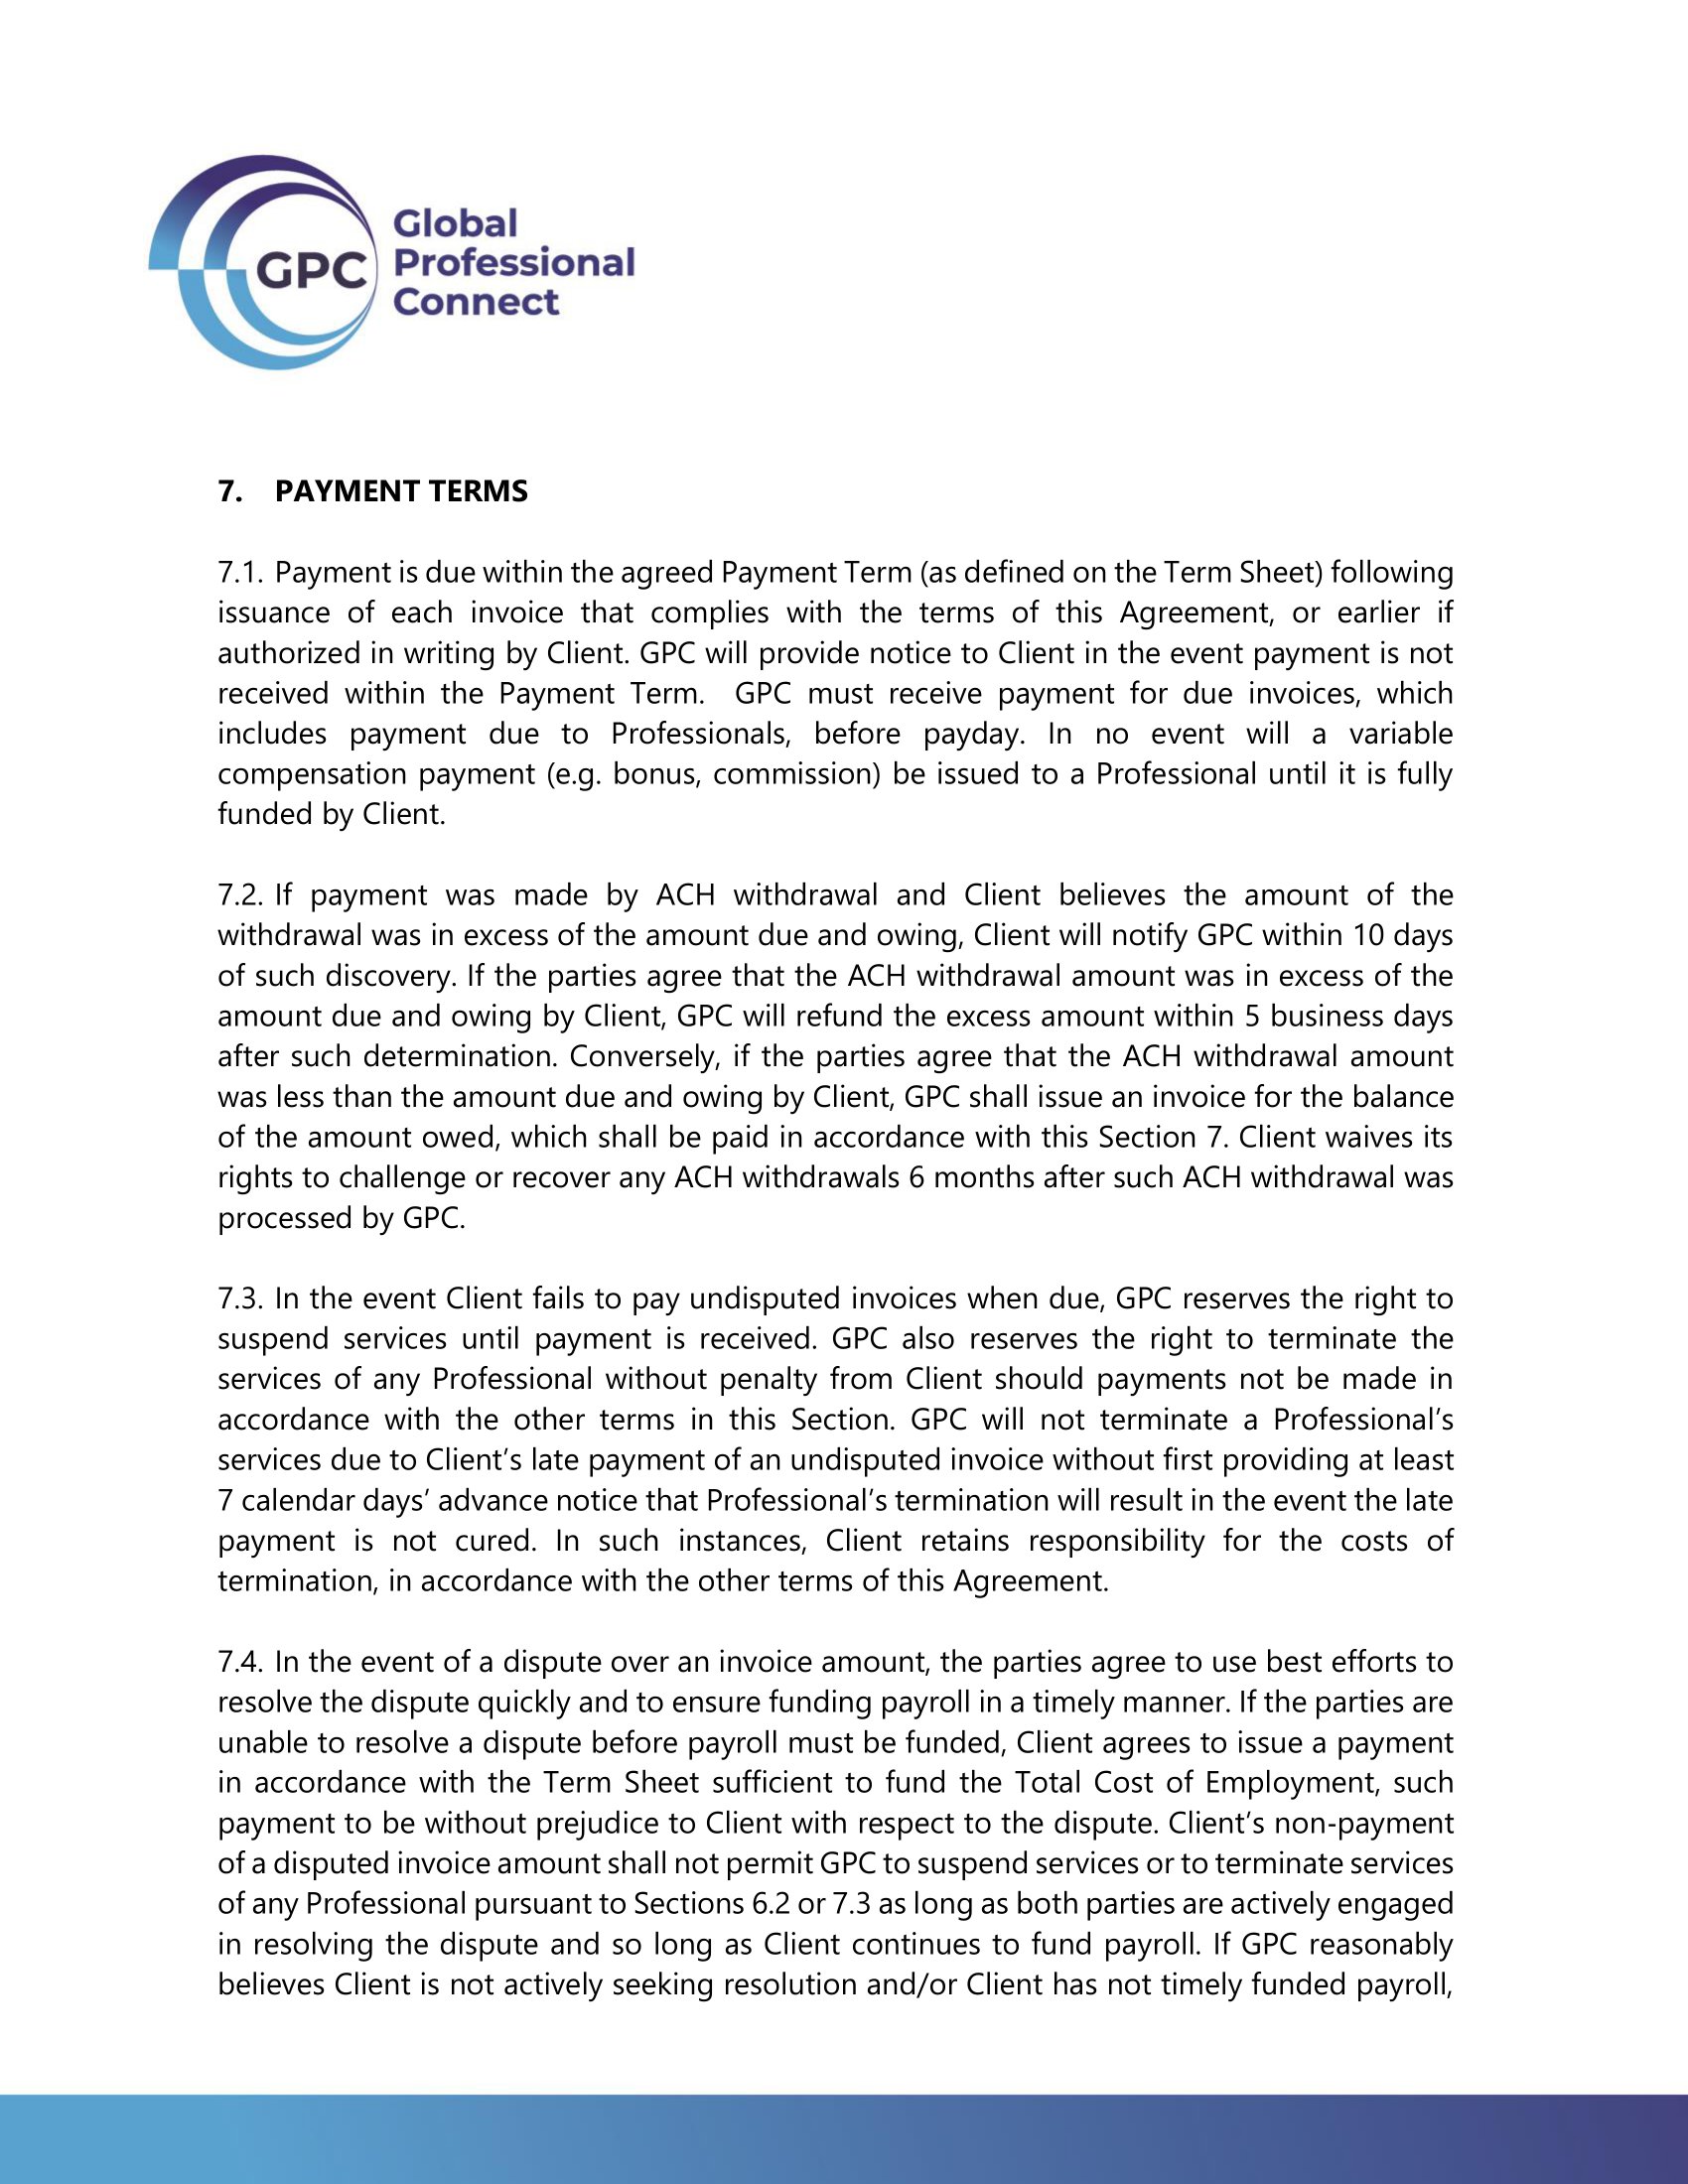 GPC
Global
Professional
Connect
7. PAYMENT TERMS
7.1. Payment is due within the agreed Payment Term (as defined on the Term Sheet) following
issuance of each invoice that complies with the terms of this Agreement, or earlier if
authorized in writing by Client. GPC will provide notice to Client in the event payment is not
received within the Payment Term. GPC must receive payment for due invoices, which
includes payment due to Professionals, before payday. In no event will a variable
compensation payment (e.g. bonus, commission) be issued to a Professional until it is fully
funded by Client.
7.2. If payment was made by ACH withdrawal and Client believes the amount of the
withdrawal was in excess of the amount due and owing, Client will notify GPC within 10 days
of such discovery. If the parties agree that the ACH withdrawal amount was in excess of the
amount due and owing by Client, GPC will refund the excess amount within 5 business days
after such determination. Conversely, if the parties agree that the ACH withdrawal amount
was less than the amount due and owing by Client, GPC shall issue an invoice for the balance
of the amount owed, which shall be paid in accordance with this Section 7. Client waives its
rights to challenge or recover any ACH withdrawals 6 months after such ACH withdrawal was
processed by GPC.
7.3. In the event Client fails to pay undisputed invoices when due, GPC reserves the right to
suspend services until payment is received. GPC also reserves the right to terminate the
services of any Professional without penalty from Client should payments not be made in
accordance with the other terms in this Section. GPC will not terminate a Professional’s
services due to Client’s late payment of an undisputed invoice without first providing at least
7 calendar days’ advance notice that Professional’s termination will result in the event the late
payment is not cured. In such instances, Client retains responsibility for the costs of
termination, in accordance with the other terms of this Agreement.
7.4. In the event of a dispute over an invoice amount, the parties agree to use best efforts to
resolve the dispute quickly and to ensure funding payroll in a timely manner. If the parties are
unable to resolve a dispute before payroll must be funded, Client agrees to issue a payment
in accordance with the Term Sheet sufficient to fund the Total Cost of Employment, such
payment to be without prejudice to Client with respect to the dispute. Client’s non-payment
of a disputed invoice amount shall not permit GPC to suspend services or to terminate services
of any Professional pursuant to Sections 6.2 or 7.3 as long as both parties are actively engaged
in resolving the dispute and so long as Client continues to fund payroll. If GPC reasonably
believes Client is not actively seeking resolution and/or Client has not timely funded payroll,